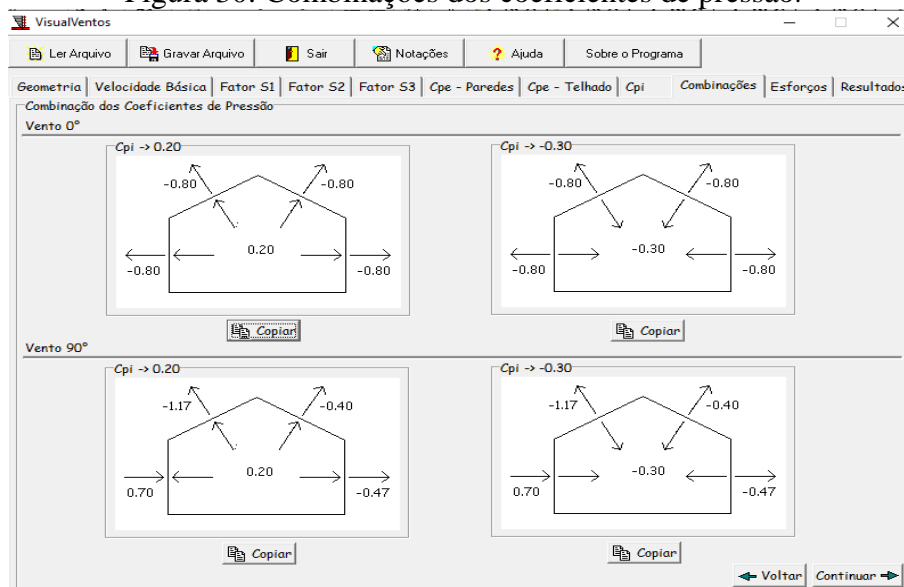 Figura 30: Combinações dos coeficientes de pressão.
VisualVentos
Ler Arquivo Gravar Arquivo Sair Notações Ajuda Sobre o Programa
Geometria Velocidade Básica Fator S1 Fator S2 Fator S3 Cpe - Paredes Cpe - Telhado Cpi Combinações Esforços Resultados
Combinação dos Coeficientes de Pressão
Vento 0°
Cpi -> 0.20
-0.80 -0.80
0.20
-0.80 -0.80
Copiar
Cpi -> -0.30
-0.80 -0.80
-0.30
-0.80 -0.80
Copiar
Vento 90°
Cpi -> 0.20
-1.17 -0.40
0.20
0.70 -0.47
Copiar
Cpi -> -0.30
-1.17 -0.40
-0.30
0.70 -0.47
Copiar
Voltar Continuar